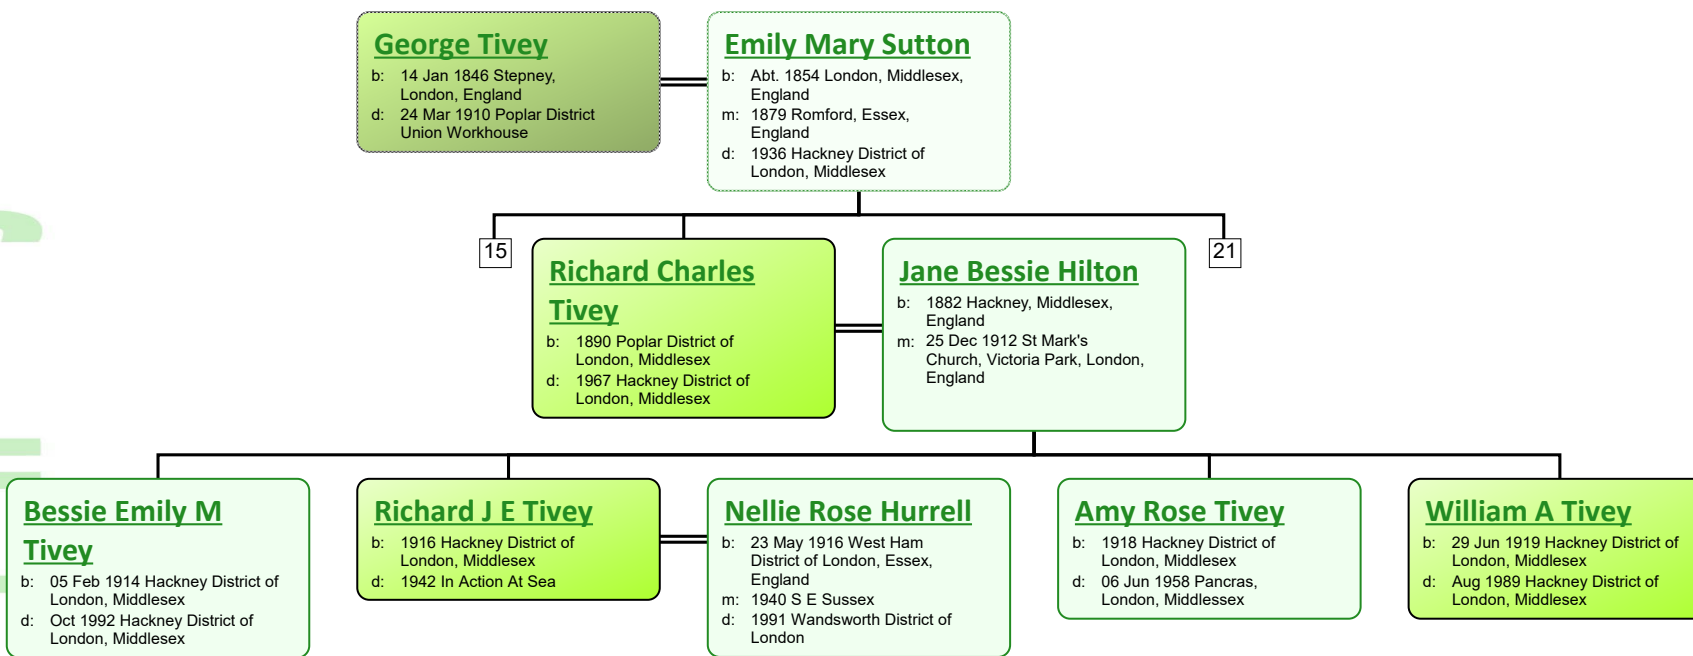 George Tivey
b: 14 Jan 1846 Stepney,
London, England
d: 24 Mar 1910 Poplar District
Union Workhouse
Emily Mary Sutton
b: Abt. 1854 London, Middlesex,
England
m: 1879 Romford, Essex,
England
d: 1936 Hackney District of
London, Middlesex
15
Richard Charles
Tivey
b: 1890 Poplar District of
London, Middlesex
d: 1967 Hackney District of
London, Middlesex
Jane Bessie Hilton
b: 1882 Hackney, Middlesex,
England
m: 25 Dec 1912 St Mark's
Church, Victoria Park, London,
England
21
Bessie Emily M
Tivey
b: 05 Feb 1914 Hackney District of
London, Middlesex
d: Oct 1992 Hackney District of
London, Middlesex
Richard J E Tivey
b: 1916 Hackney District of
London, Middlesex
d: 1942 In Action At Sea
Nellie Rose Hurrell
b: 23 May 1916 West Ham
District of London, Essex,
England
m: 1940 S E Sussex
d: 1991 Wandsworth District of
London
Amy Rose Tivey
b: 1918 Hackney District of
London, Middlesex
d: 06 Jun 1958 Pancras,
London, Middlessex
William A Tivey
b: 29 Jun 1919 Hackney District of
London, Middlesex
d: Aug 1989 Hackney District of
London, Middlesex